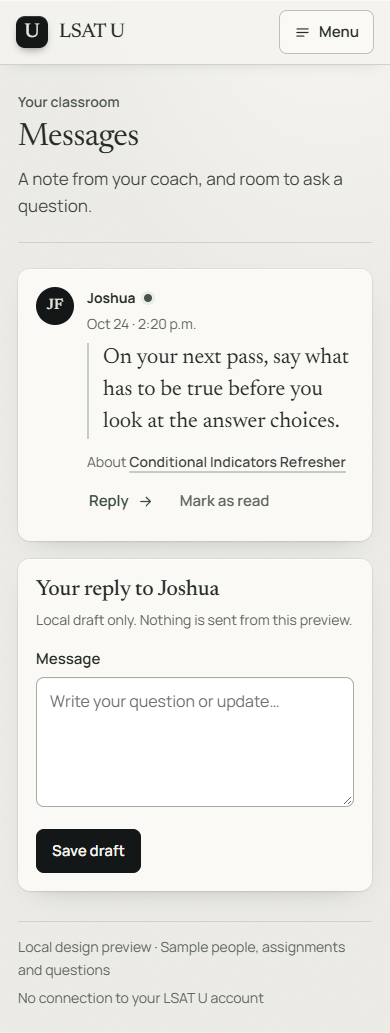 U LSAT U Menu
Your classroom
Messages
A note from your coach, and room to ask a
question.
JF Joshua
Oct 24 · 2:20 p.m.
On your next pass, say what
has to be true before you
look at the answer choices.
About Conditional Indicators Refresher
Reply → Mark as read
Your reply to Joshua
Local draft only. Nothing is sent from this preview.
Message
Write your question or update…
Save draft
Local design preview · Sample people, assignments
and questions
No connection to your LSAT U account